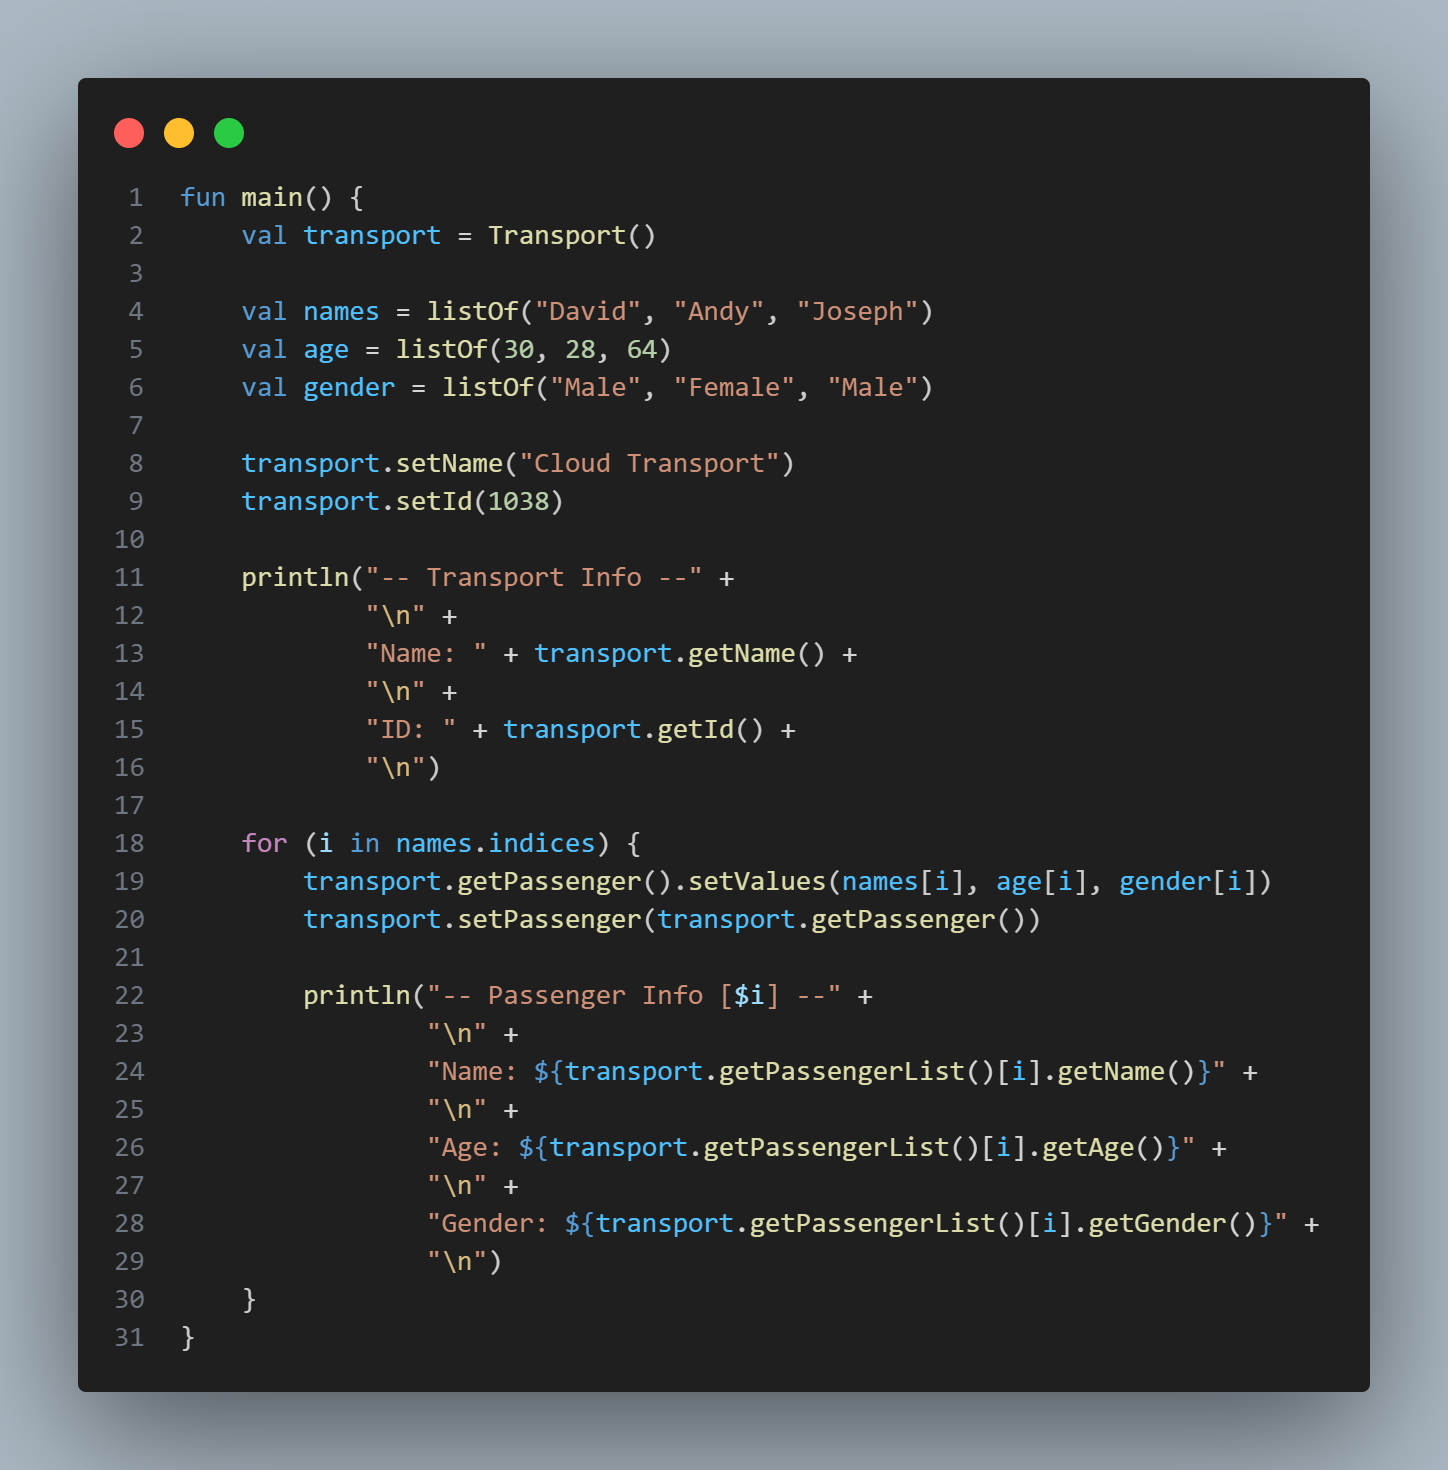 1 fun main() {
2     val transport = Transport()
3
4     val names = listOf("David", "Andy", "Joseph")
5     val age = listOf(30, 28, 64)
6     val gender = listOf("Male", "Female", "Male")
7
8     transport.setName("Cloud Transport")
9     transport.setId(1038)
10
11     println("-- Transport Info --" +
12             "\n" +
13             "Name: " + transport.getName() +
14             "\n" +
15             "ID: " + transport.getId() +
16             "\n")
17
18     for (i in names.indices) {
19         transport.getPassenger().setValues(names[i], age[i], gender[i])
20         transport.setPassenger(transport.getPassenger())
21
22         println("-- Passenger Info [$i] --" +
23                 "\n" +
24                 "Name: ${transport.getPassengerList()[i].getName()}" +
25                 "\n" +
26                 "Age: ${transport.getPassengerList()[i].getAge()}" +
27                 "\n" +
28                 "Gender: ${transport.getPassengerList()[i].getGender()}" +
29                 "\n")
30     }
31 }